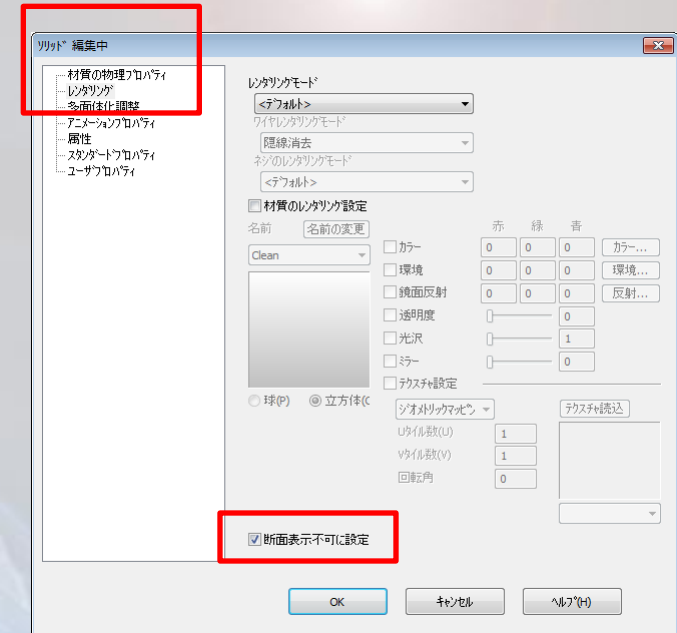 ｿﾘｯﾄﾞ 編集中
材質の物理ﾌﾟﾛﾊﾟﾃｨ
ﾚﾝﾀﾞﾘﾝｸﾞ
多面体化調整
ｱﾆﾒｰｼｮﾝﾌﾟﾛﾊﾟﾃｨ
属性
ｽﾀﾝﾀﾞｰﾄﾞﾌﾟﾛﾊﾟﾃｨ
ﾕｰｻﾞﾌﾟﾛﾊﾟﾃｨ
ﾚﾝﾀﾞﾘﾝｸﾞﾓｰﾄﾞ
<ﾃﾞﾌｫﾙﾄ>
ﾜｲﾔﾚﾝﾀﾞﾘﾝｸﾞﾓｰﾄﾞ
隠線消去
ﾈｼﾞのﾚﾝﾀﾞﾘﾝｸﾞﾓｰﾄﾞ
<ﾃﾞﾌｫﾙﾄ>
材質のﾚﾝﾀﾞﾘﾝｸﾞ設定
名前 名前の変更
Clean
赤 緑 青
ｶﾗｰ 0 0 0 ｶﾗｰ...
環境 0 0 0 環境...
鏡面反射 0 0 0 反射...
透明度 0
光沢 1
ﾐﾗｰ 0
ﾃｸｽﾁｬ設定
球(P) 立方体(C
ｼﾞｵﾒﾄﾘｯｸﾏｯﾋﾟﾝ ﾃｸｽﾁｬ読込
Uﾀｲﾙ数(U) 1
Vﾀｲﾙ数(V) 1
回転角 0
断面表示不可に設定
OK ｷｬﾝｾﾙ ﾍﾙﾌﾟ(H)